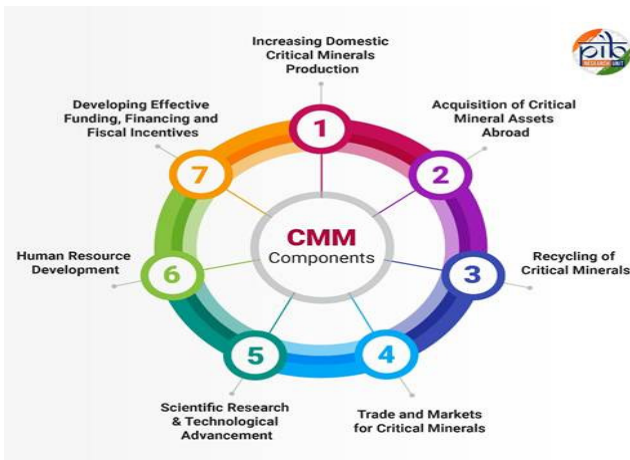 Increasing Domestic
Critical Minerals
Production
pib
RESEARCH UNIT
Developing Effective
Funding, Financing and
Fiscal Incentives
Acquisition of Critical
Mineral Assets
Abroad
1
7
2
CMM
Components
Human Resource
Development
6
3
Recycling of
Critical Minerals
5
4
Scientific Research
& Technological
Advancement
Trade and Markets
for Critical Minerals